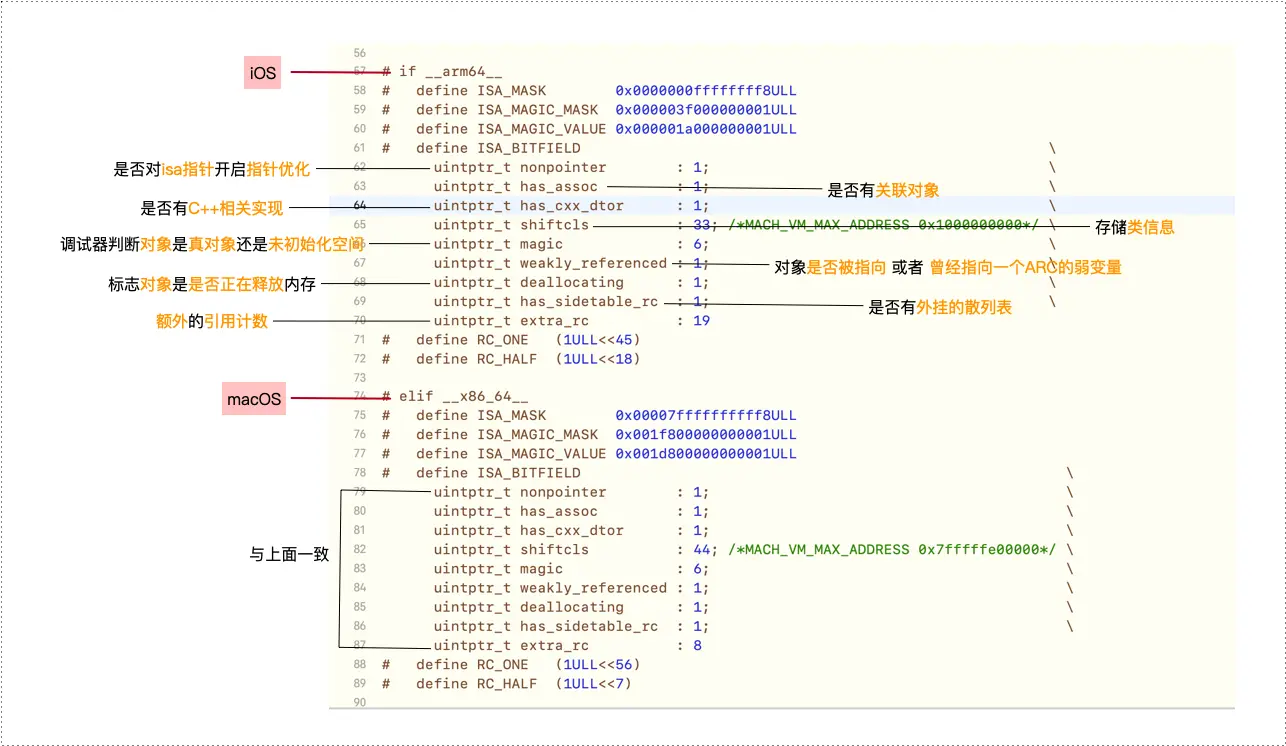 56
iOS
57 # if __arm64__
58 #   define ISA_MASK        0x0000000ffffffff8ULL
59 #   define ISA_MAGIC_MASK  0x000003f000000001ULL
60 #   define ISA_MAGIC_VALUE 0x000001a000000001ULL
61 #   define ISA_BITFIELD \
是否对isa指针开启指针优化
62 uintptr_t nonpointer : 1; \
63 uintptr_t has_assoc : 1; \
是否有关联对象
是否有C++相关实现
64 uintptr_t has_cxx_dtor : 1; \
65 uintptr_t shiftcls : 33; /*MACH_VM_MAX_ADDRESS 0x1000000000*/ \
存储类信息
调试器判断对象是真对象还是未初始化空间
66 uintptr_t magic : 6; \
67 uintptr_t weakly_referenced : 1; \
对象是否被指向 或者 曾经指向一个ARC的弱变量
标志对象是是否正在释放内存
68 uintptr_t deallocating : 1; \
69 uintptr_t has_sidetable_rc : 1; \
是否有外挂的散列表
额外的引用计数
70 uintptr_t extra_rc : 19
71 #   define RC_ONE   (1ULL<<45)
72 #   define RC_HALF  (1ULL<<18)
73
macOS
74 # elif __x86_64__
75 #   define ISA_MASK        0x00007ffffffffff8ULL
76 #   define ISA_MAGIC_MASK  0x001f800000000001ULL
77 #   define ISA_MAGIC_VALUE 0x001d800000000001ULL
78 #   define ISA_BITFIELD \
79 uintptr_t nonpointer : 1; \
80 uintptr_t has_assoc : 1; \
81 uintptr_t has_cxx_dtor : 1; \
82 uintptr_t shiftcls : 44; /*MACH_VM_MAX_ADDRESS 0x7fffffe00000*/ \
与上面一致
83 uintptr_t magic : 6; \
84 uintptr_t weakly_referenced : 1; \
85 uintptr_t deallocating : 1; \
86 uintptr_t has_sidetable_rc : 1; \
87 uintptr_t extra_rc : 8
88 #   define RC_ONE   (1ULL<<56)
89 #   define RC_HALF  (1ULL<<7)
90